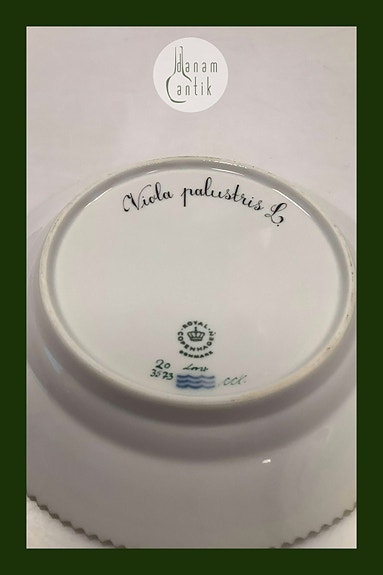 danam
antik
Viola palustris L.
ROYAL
COPENHAGEN
DENMARK
20
3573